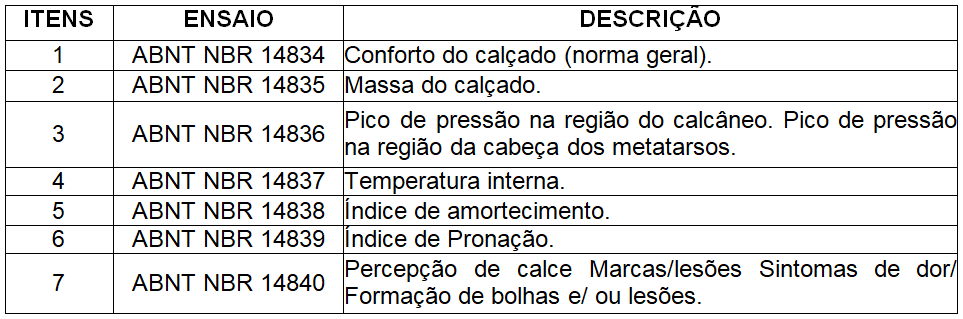 ITENS ENSAIO DESCRIÇÃO
1 ABNT NBR 14834 Conforto do calçado (norma geral).
2 ABNT NBR 14835 Massa do calçado.
3 ABNT NBR 14836 Pico de pressão na região do calcâneo. Pico de pressão
na região da cabeça dos metatarsos.
4 ABNT NBR 14837 Temperatura interna.
5 ABNT NBR 14838 Índice de amortecimento.
6 ABNT NBR 14839 Índice de Pronação.
7 ABNT NBR 14840 Percepção de calce Marcas/lesões Sintomas de dor/
Formação de bolhas e/ ou lesões.